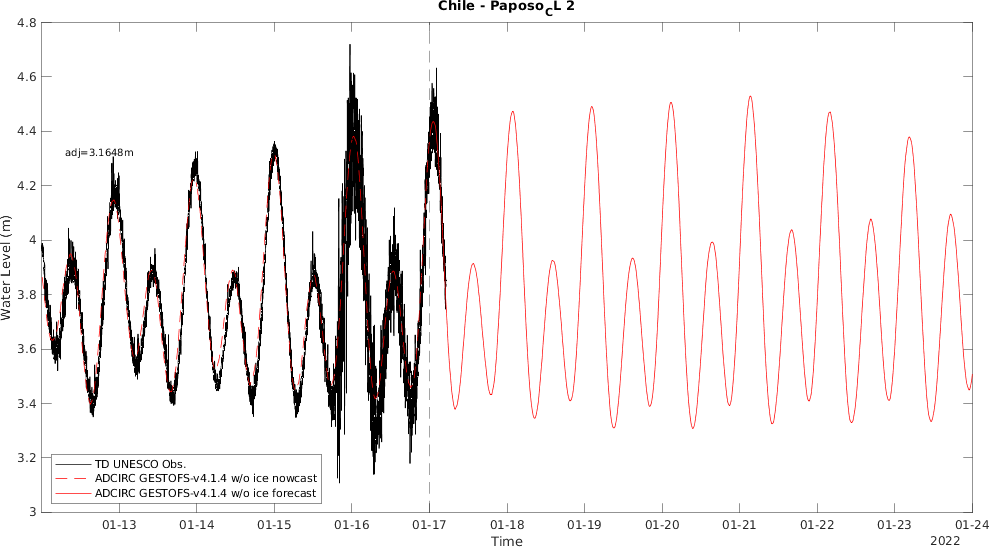 Chile - Paposo_CL 2
4.8
4.6
4.4
4.2
4
3.8
3.6
3.4
3.2
3
Water Level (m)
adj=3.1648m
TD UNESCO Obs.
ADCIRC GESTOFS-v4.1.4 w/o ice nowcast
ADCIRC GESTOFS-v4.1.4 w/o ice forecast
01-13 01-14 01-15 01-16 01-17 01-18 01-19 01-20 01-21 01-22 01-23 01-24
Time
2022